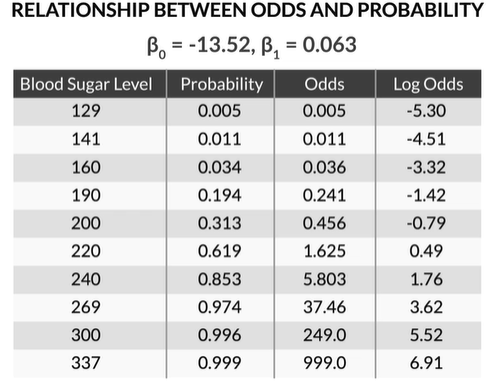 RELATIONSHIP BETWEEN ODDS AND PROBABILITY
β₀ = -13.52, β₁ = 0.063
Blood Sugar Level Probability Odds Log Odds
129 0.005 0.005 -5.30
141 0.011 0.011 -4.51
160 0.034 0.036 -3.32
190 0.194 0.241 -1.42
200 0.313 0.456 -0.79
220 0.619 1.625 0.49
240 0.853 5.803 1.76
269 0.974 37.46 3.62
300 0.996 249.0 5.52
337 0.999 999.0 6.91